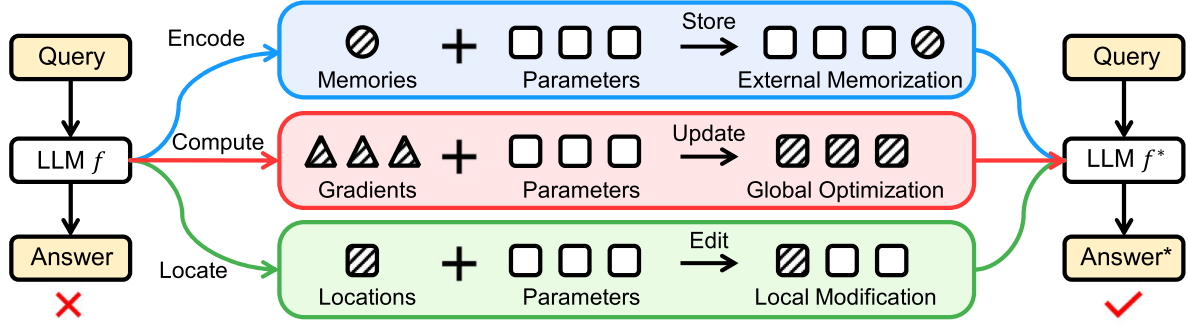 Query
LLM f
Answer
Encode
Memories
Parameters
Store
External Memorization
Compute
Gradients
Parameters
Update
Global Optimization
Locate
Locations
Parameters
Edit
Local Modification
Query
LLM f*
Answer*